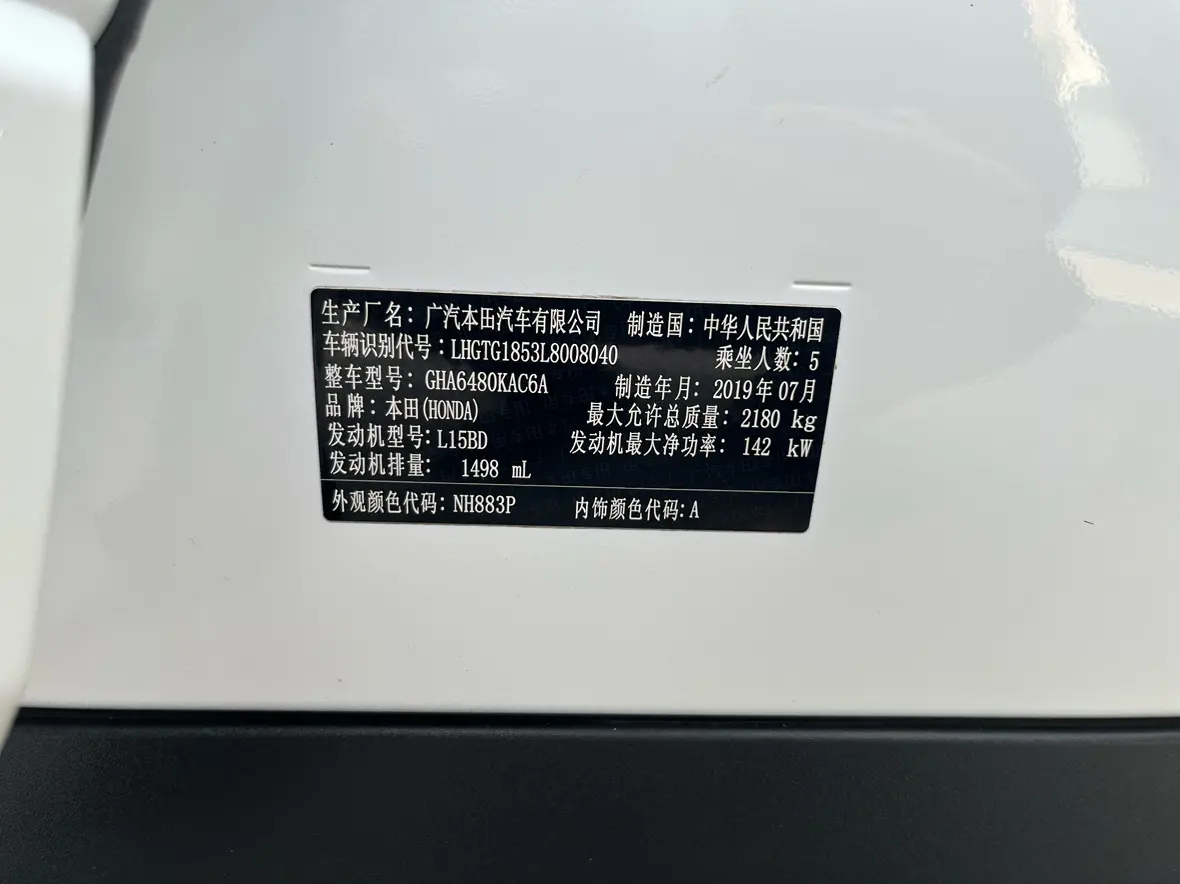 生产厂名：广汽本田汽车有限公司 制造国：中华人民共和国
车辆识别代号：LHGTG1853L8008040 乘坐人数：5
整车型号：GHA6480KAC6A 制造年月：2019年07月
品牌：本田(HONDA) 最大允许总质量：2180 kg
发动机型号：L15BD 发动机最大净功率：142 kW
发动机排量：1498 mL
外观颜色代码：NH883P 内饰颜色代码：A